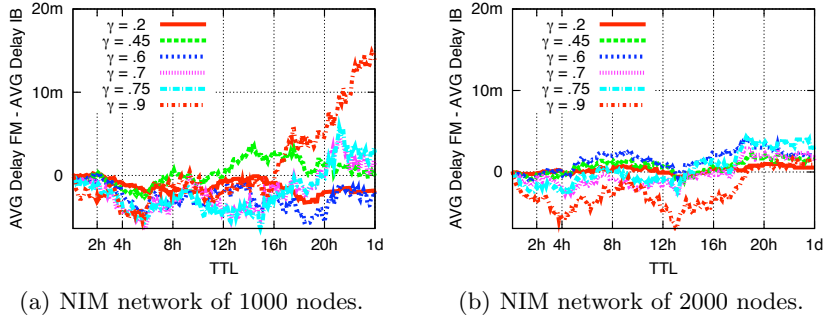 AVG Delay FM - AVG Delay IB
20m
10m
0
γ = .2
γ = .45
γ = .6
γ = .7
γ = .75
γ = .9
2h 4h 8h 12h 16h 20h 1d
TTL
(a) NIM network of 1000 nodes.
AVG Delay FM - AVG Delay IB
20m
10m
0
γ = .2
γ = .45
γ = .6
γ = .7
γ = .75
γ = .9
2h 4h 8h 12h 16h 20h 1d
TTL
(b) NIM network of 2000 nodes.